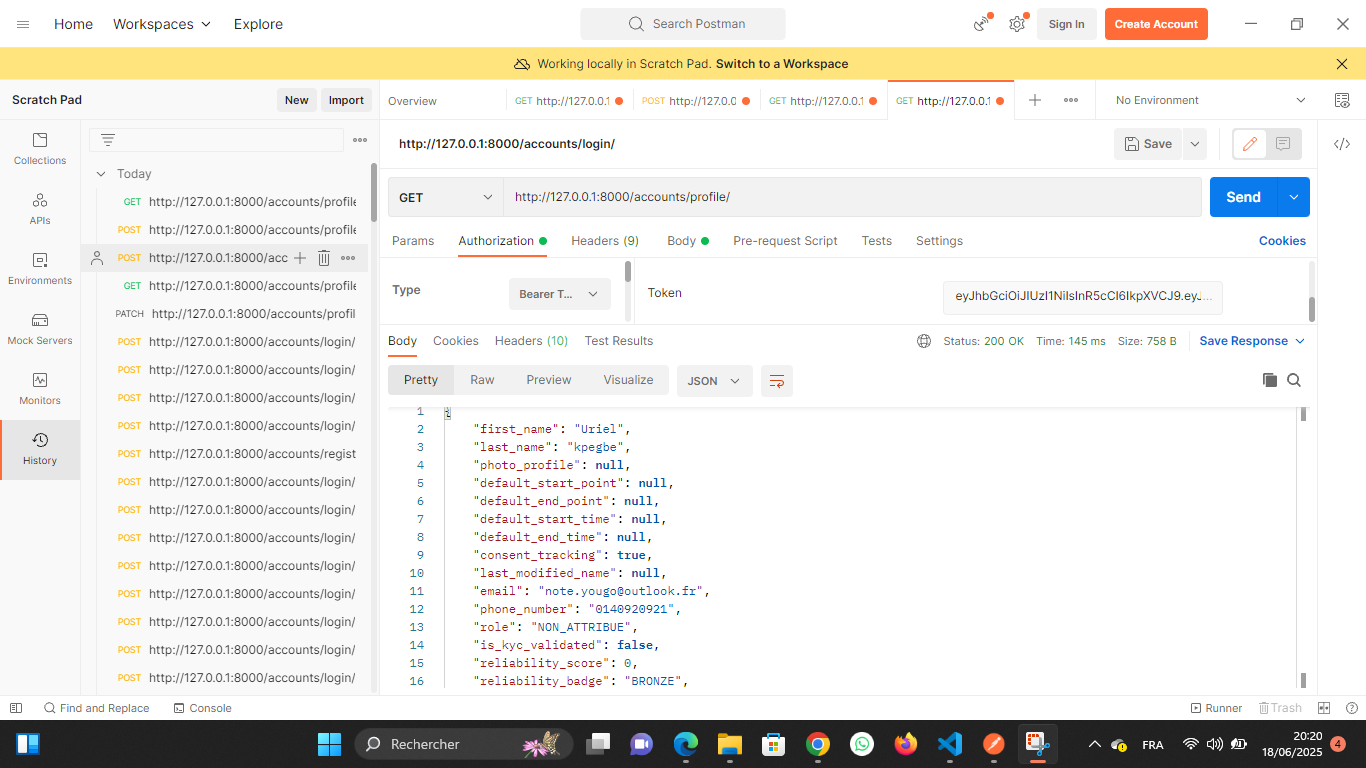 Home Workspaces Explore Search Postman Sign In Create Account
Working locally in Scratch Pad. Switch to a Workspace
Scratch Pad New Import Overview GET http://127.0.0.1 POST http://127.0.0 GET http://127.0.0.1 GET http://127.0.0.1 No Environment
Collections
APIs
Environments
Mock Servers
Monitors
History
Today
GET http://127.0.0.1:8000/accounts/profile
POST http://127.0.0.1:8000/accounts/profile
POST http://127.0.0.1:8000/acc
GET http://127.0.0.1:8000/accounts/profile
PATCH http://127.0.0.1:8000/accounts/profil
POST http://127.0.0.1:8000/accounts/login/
POST http://127.0.0.1:8000/accounts/login/
POST http://127.0.0.1:8000/accounts/login/
POST http://127.0.0.1:8000/accounts/login/
POST http://127.0.0.1:8000/accounts/regist
POST http://127.0.0.1:8000/accounts/login/
POST http://127.0.0.1:8000/accounts/login/
POST http://127.0.0.1:8000/accounts/login/
POST http://127.0.0.1:8000/accounts/login/
POST http://127.0.0.1:8000/accounts/login/
POST http://127.0.0.1:8000/accounts/login/
POST http://127.0.0.1:8000/accounts/login/
POST http://127.0.0.1:8000/accounts/login/
http://127.0.0.1:8000/accounts/login/ Save
GET http://127.0.0.1:8000/accounts/profile/ Send
Params Authorization Headers (9) Body Pre-request Script Tests Settings Cookies
Type Bearer T... Token eyJhbGciOiJIUzI1NiIsInR5cCI6IkpXVCJ9.eyJ...
Body Cookies Headers (10) Test Results Status: 200 OK Time: 145 ms Size: 758 B Save Response
Pretty Raw Preview Visualize JSON
1 {
2 "first_name": "Uriel",
3 "last_name": "kpegbe",
4 "photo_profile": null,
5 "default_start_point": null,
6 "default_end_point": null,
7 "default_start_time": null,
8 "default_end_time": null,
9 "consent_tracking": true,
10 "last_modified_name": null,
11 "email": "note.yougo@outlook.fr",
12 "phone_number": "0140920921",
13 "role": "NON_ATTRIBUE",
14 "is_kyc_validated": false,
15 "reliability_score": 0,
16 "reliability_badge": "BRONZE",
Find and Replace Console Runner Trash
Rechercher FRA 20:20
18/06/2025 4